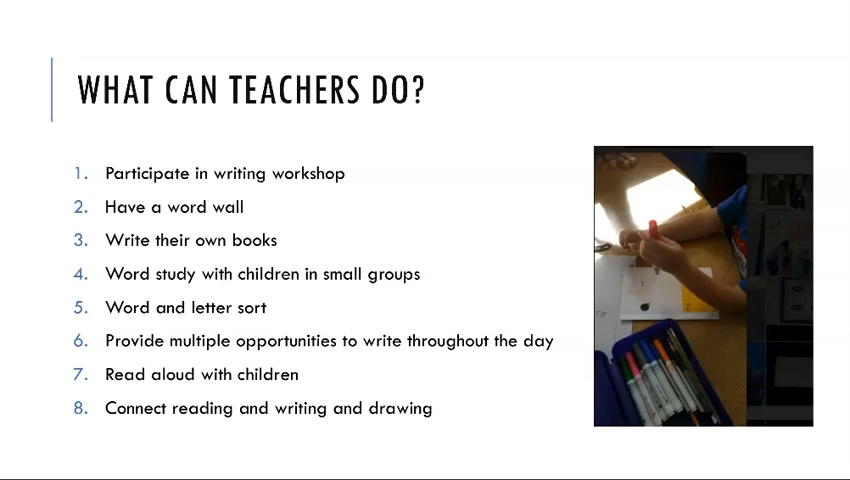 WHAT CAN TEACHERS DO?
1. Participate in writing workshop
2. Have a word wall
3. Write their own books
4. Word study with children in small groups
5. Word and letter sort
6. Provide multiple opportunities to write throughout the day
7. Read aloud with children
8. Connect reading and writing and drawing